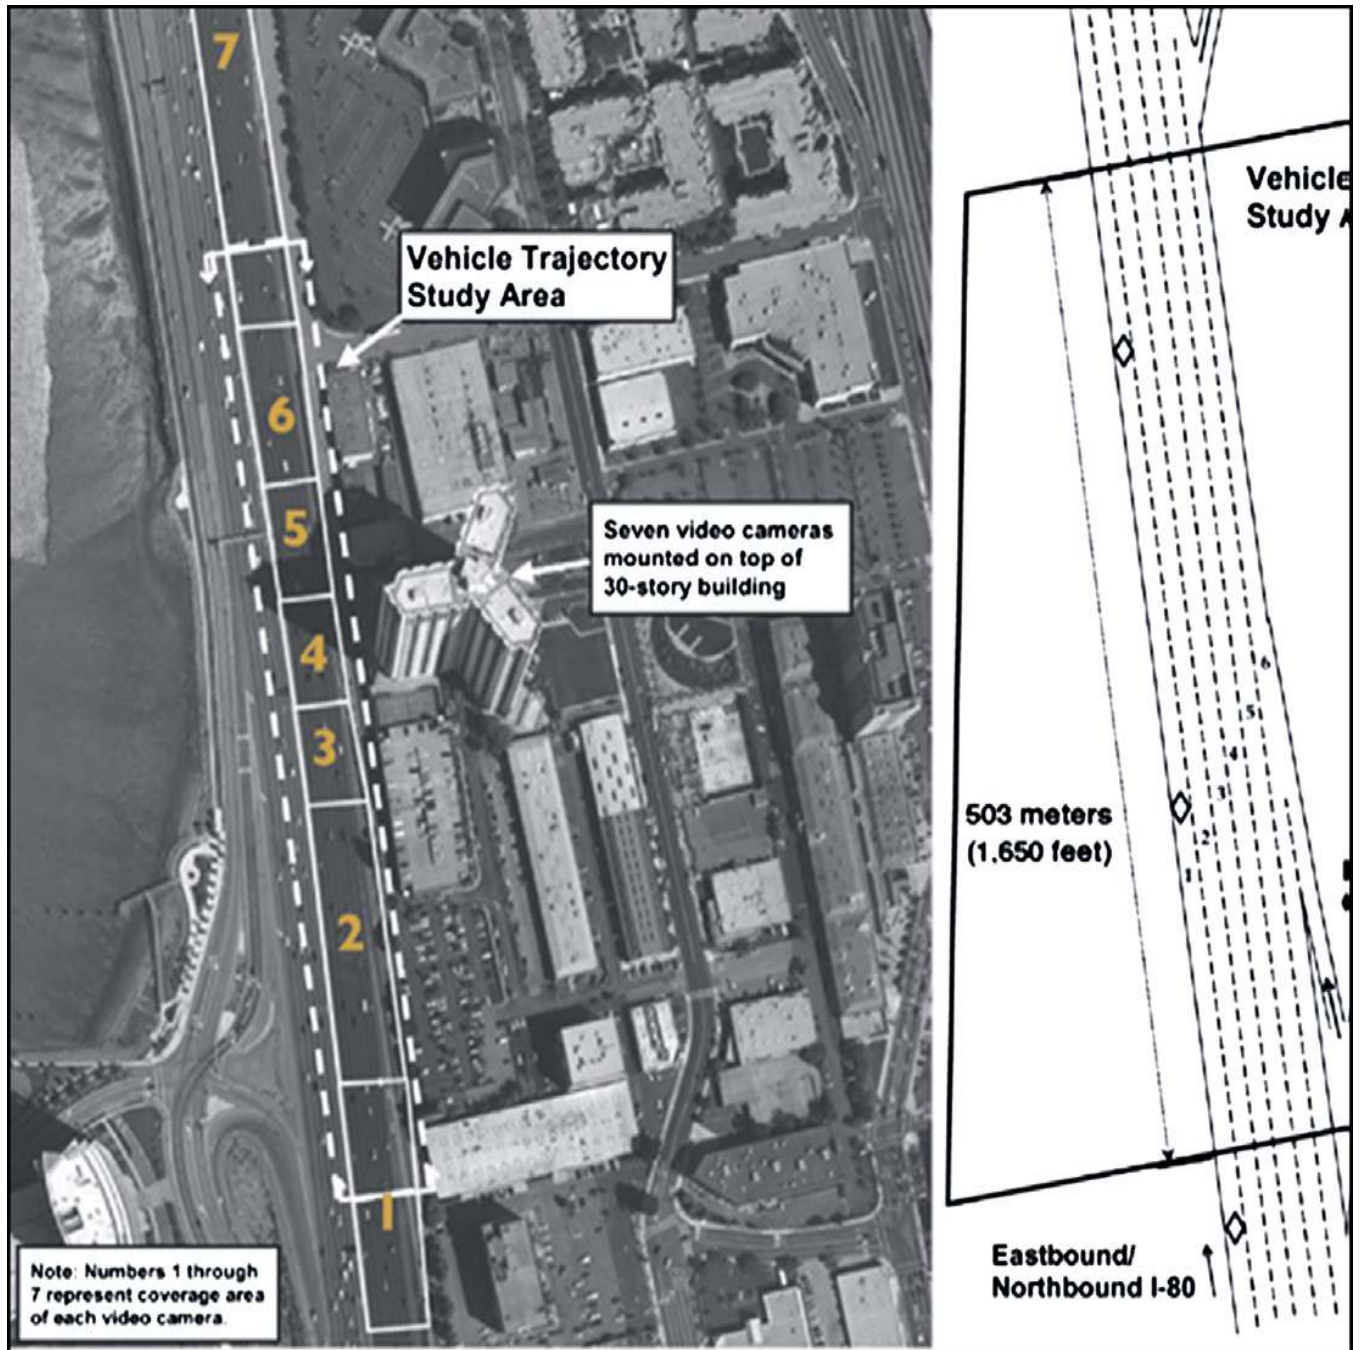 7
Vehicle Trajectory
Study Area
6
5
Seven video cameras
mounted on top of
30-story building
4
3
2
1
Note: Numbers 1 through
7 represent coverage area
of each video camera.
Vehicle
Study
6
5
4
3
2
1
503 meters
(1,650 feet)
Eastbound/
Northbound I-80